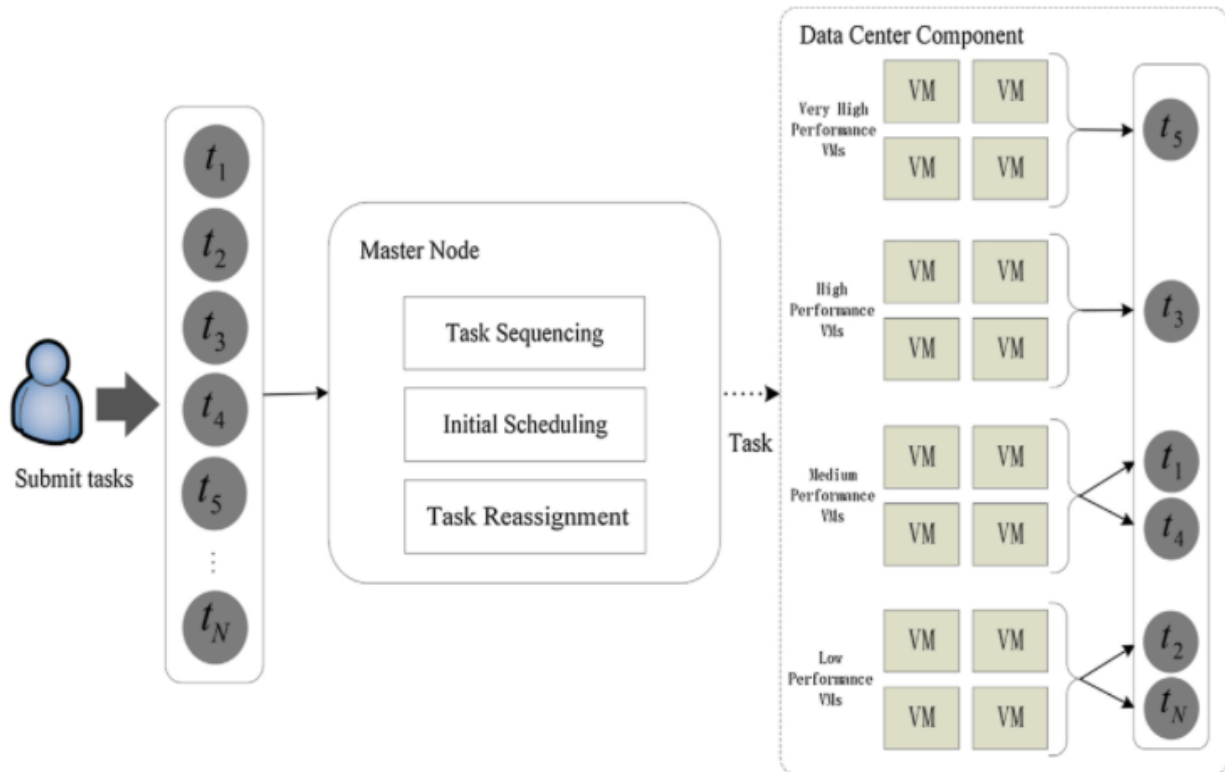 Submit tasks
t1
t2
t3
t4
t5
⋮
tN
Master Node
Task Sequencing
Initial Scheduling
Task Reassignment
Task
Data Center Component
Very High
Performance
VMs
VM VM
VM VM
t5
High
Performance
VMs
VM VM
VM VM
t3
Medium
Performance
VMs
VM VM
VM VM
t1
t4
Low
Performance
VMs
VM VM
VM VM
t2
tN